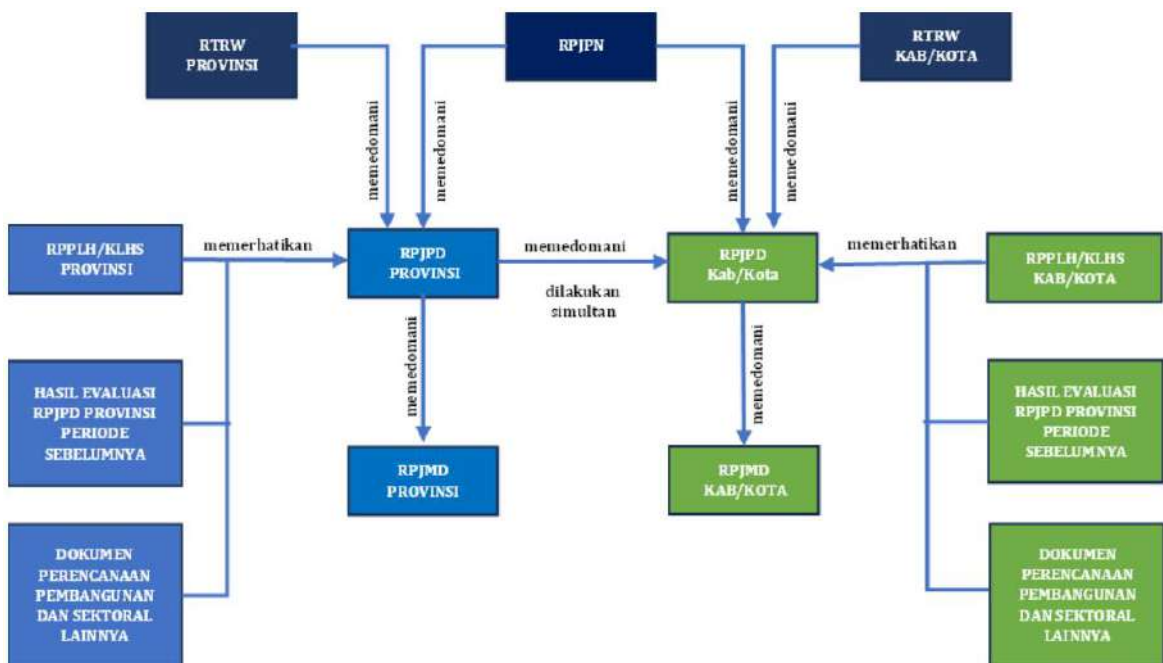 RTRW
PROVINSI
RPJPN
RTRW
KAB/KOTA
memedomani
memedomani
memedomani
memedomani
RPPLH/KLHS
PROVINSI
memerhatikan
RPJPD
PROVINSI
memedomani
dilakukan
simultan
RPJPD
Kab/Kota
memerhatikan
RPPLH/KLHS
KAB/KOTA
HASIL EVALUASI
RPJPD PROVINSI
PERIODE
SEBELUMNYA
memedomani
memedomani
HASIL EVALUASI
RPJPD PROVINSI
PERIODE
SEBELUMNYA
RPJMD
PROVINSI
RPJMD
KAB/KOTA
DOKUMEN
PERENCANAAN
PEMBANGUNAN
DAN SEKTORAL
LAINNYA
DOKUMEN
PERENCANAAN
PEMBANGUNAN
DAN SEKTORAL
LAINNYA